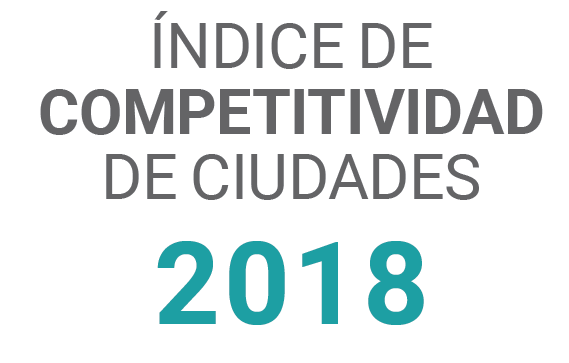 ÍNDICE DE
COMPETITIVIDAD
DE CIUDADES
2018